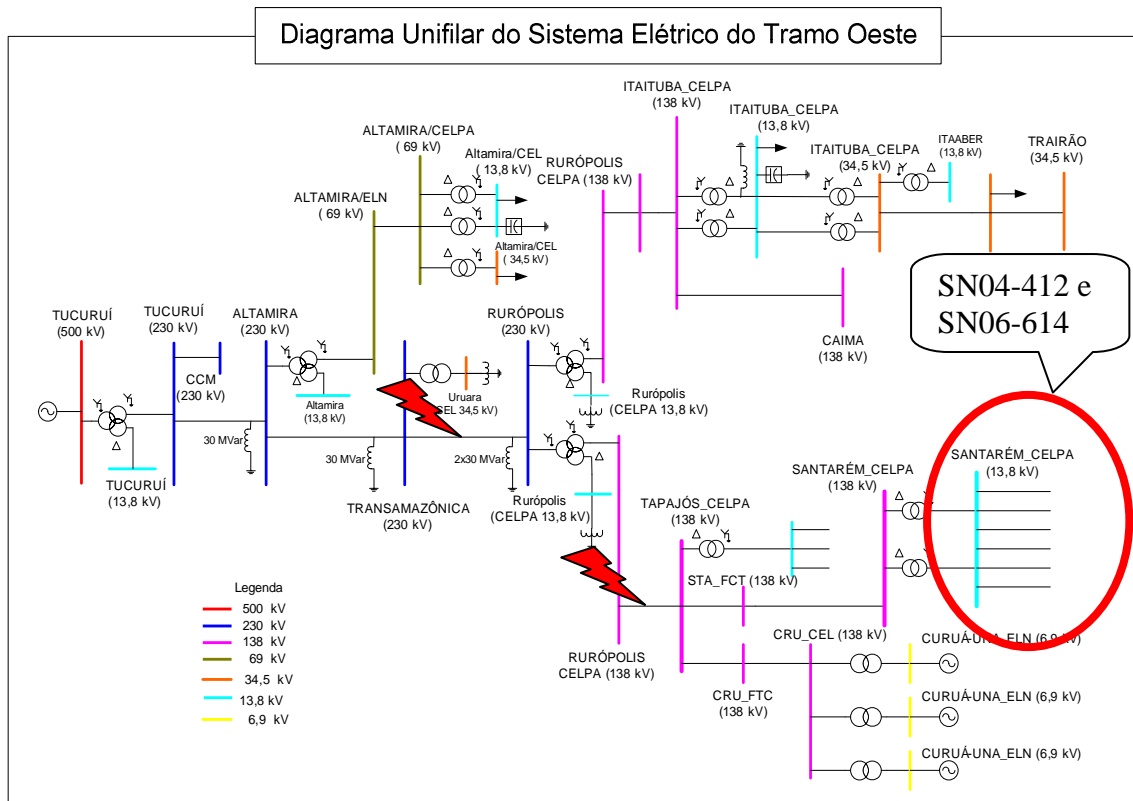 Diagrama Unifilar do Sistema Elétrico do Tramo Oeste
ITAITUBA_CELPA
(138 kV)
ITAITUBA_CELPA
(13,8 kV)
ITAITUBA_CELPA
(34,5 kV)
ITAABER
(13,8 kV)
TRAIRÃO
(34,5 kV)
ALTAMIRA/CELPA
( 69 kV)
Altamira/CEL
( 13,8 kV)
RURÓPOLIS
CELPA (138 kV)
ALTAMIRA/ELN
( 69 kV)
Altamira/CEL
( 34,5 kV)
SN04-412 e
SN06-614
TUCURUÍ
(500 kV)
TUCURUÍ
(230 kV)
ALTAMIRA
(230 kV)
RURÓPOLIS
(230 kV)
CAIMA
(138 kV)
CCM
(230 kV)
Altamira
(13,8 kV)
Uruara
CEL 34,5 kV)
Rurópolis
(CELPA 13,8 kV)
30 MVar
30 MVar
2x30 MVar
TUCURUÍ
(13,8 kV)
TRANSAMAZÔNICA
(230 kV)
Rurópolis
(CELPA 13,8 kV)
SANTARÉM_CELPA
(138 kV)
SANTARÉM_CELPA
(13,8 kV)
TAPAJÓS_CELPA
(138 kV)
STA_FCT (138 kV)
Legenda
500 kV
230 kV
138 kV
69 kV
34,5 kV
13,8 kV
6,9 kV
RURÓPOLIS
CELPA (138 kV)
CRU_CEL (138 kV)
CRU_FTC
(138 kV)
CURUÁ-UNA_ELN (6,9 kV)
CURUÁ-UNA_ELN (6,9 kV)
CURUÁ-UNA_ELN (6,9 kV)